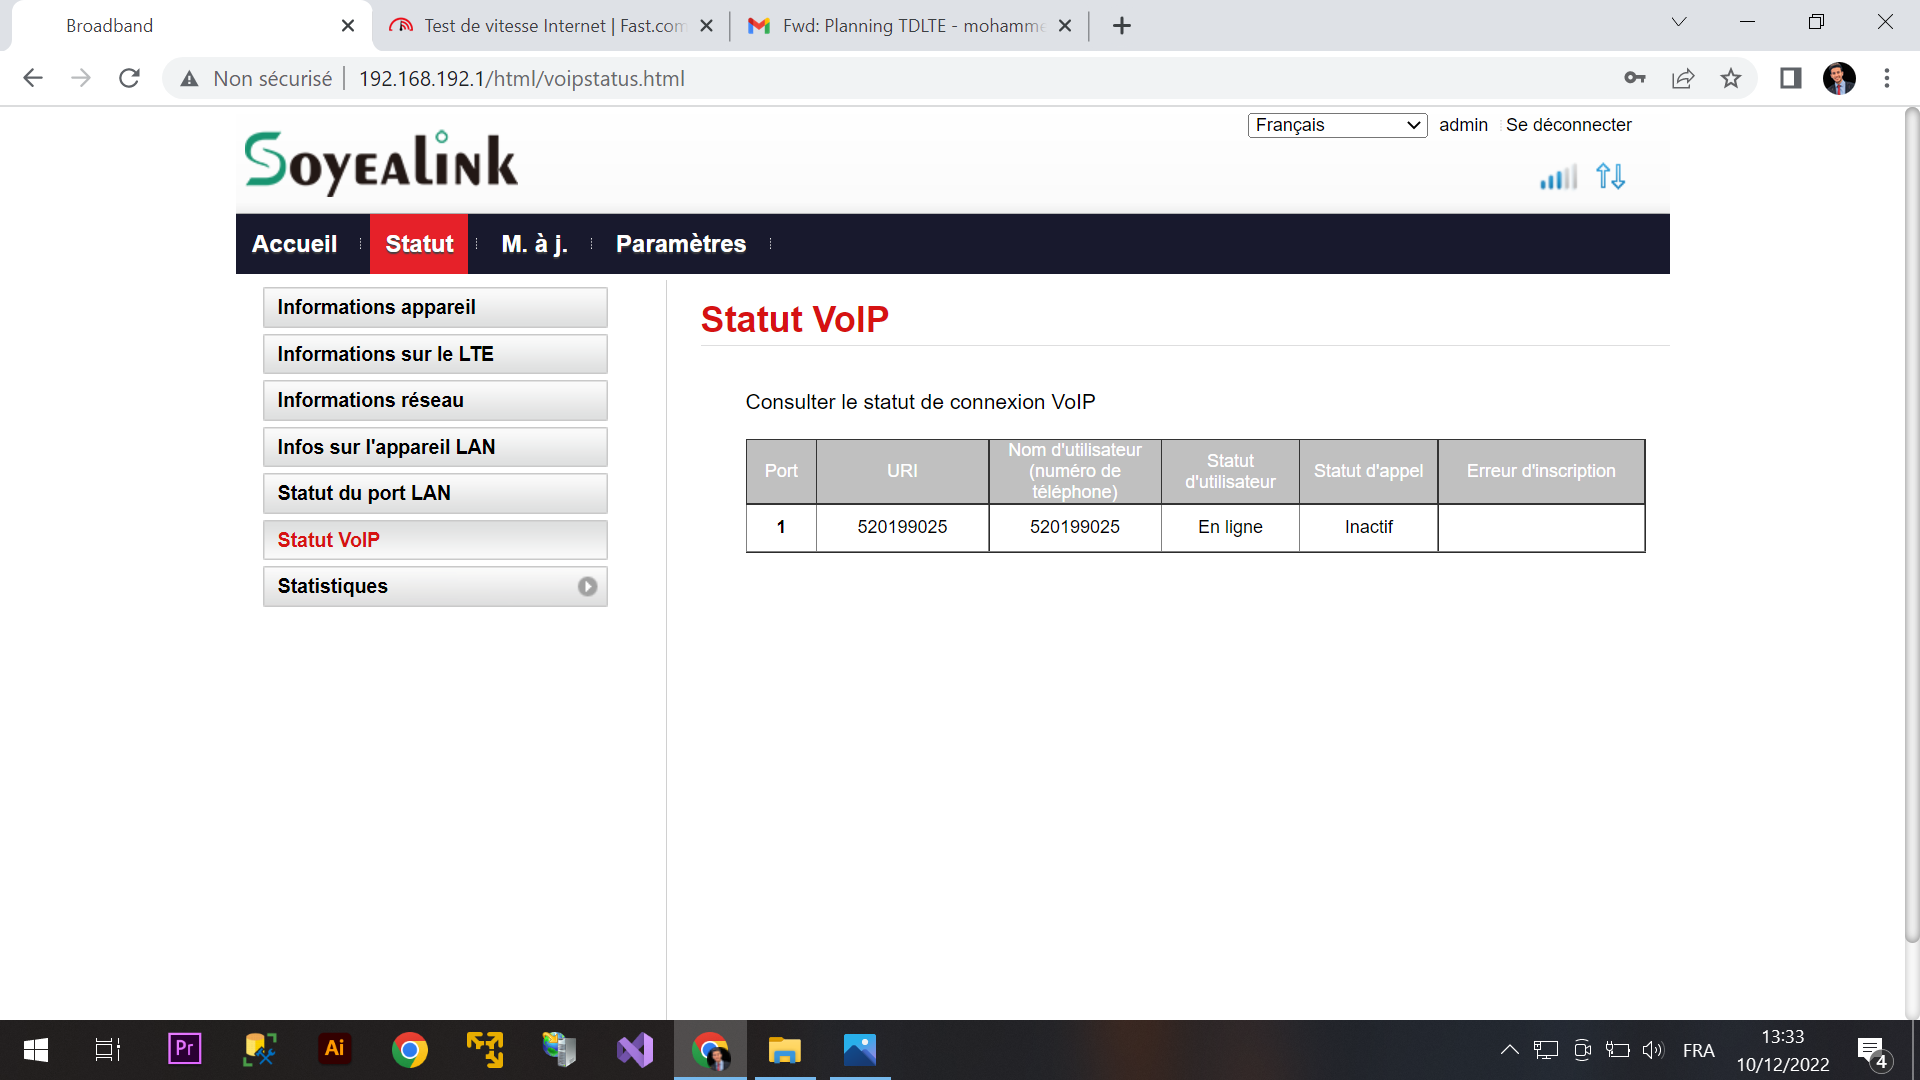 Broadband
Test de vitesse Internet | Fast.com
Fwd: Planning TDLTE - mohamme
Non sécurisé
192.168.192.1/html/voipstatus.html
Français
admin
Se déconnecter
SOYEALINK
Accueil
Statut
M. à j.
Paramètres
Informations appareil
Informations sur le LTE
Informations réseau
Infos sur l'appareil LAN
Statut du port LAN
Statut VoIP
Statistiques
Statut VoIP
Consulter le statut de connexion VoIP
Port
URI
Nom d'utilisateur
(numéro de
téléphone)
Statut
d'utilisateur
Statut d'appel
Erreur d'inscription
1
520199025
520199025
En ligne
Inactif
Pr
Ai
FRA
13:33
10/12/2022
4